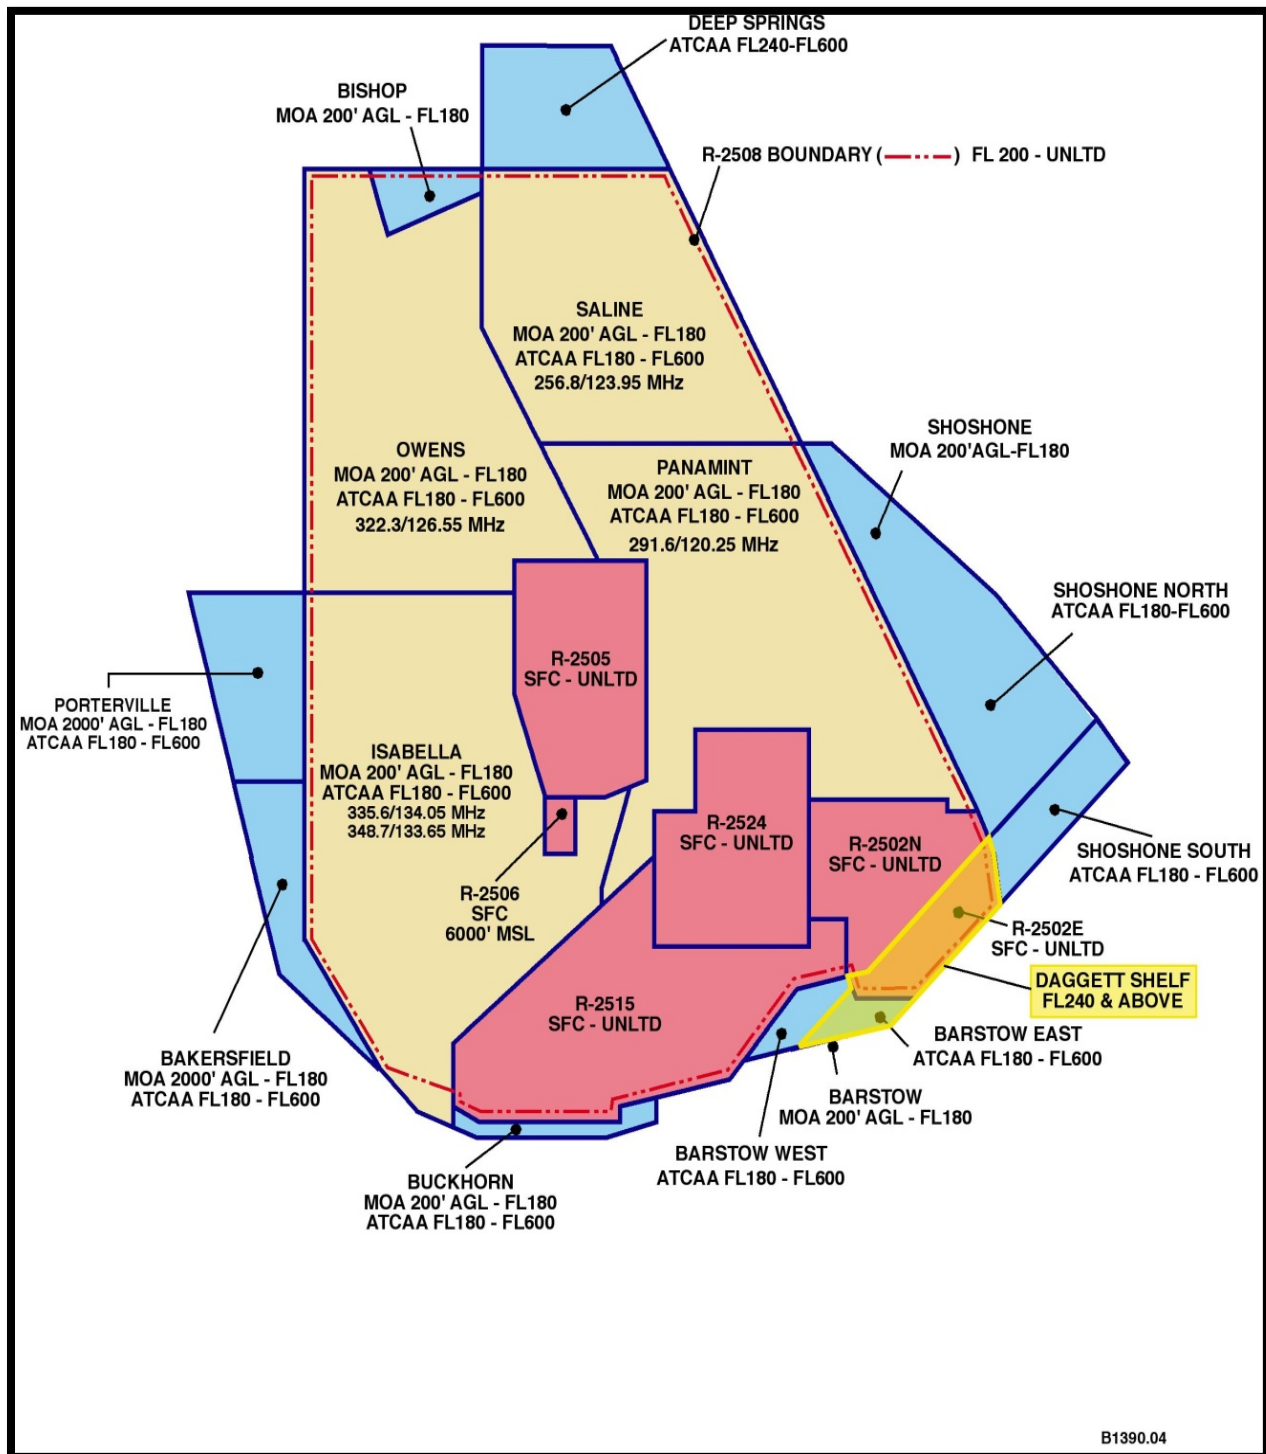 DEEP SPRINGS
ATCAA FL240-FL600
BISHOP
MOA 200' AGL - FL180
R-2508 BOUNDARY ( ) FL 200 - UNLTD
SALINE
MOA 200' AGL - FL180
ATCAA FL180 - FL600
256.8/123.95 MHz
SHOSHONE
MOA 200'AGL-FL180
OWENS
MOA 200' AGL - FL180
ATCAA FL180 - FL600
322.3/126.55 MHz
PANAMINT
MOA 200' AGL - FL180
ATCAA FL180 - FL600
291.6/120.25 MHz
SHOSHONE NORTH
ATCAA FL180-FL600
R-2505
SFC - UNLTD
PORTERVILLE
MOA 2000' AGL - FL180
ATCAA FL180 - FL600
ISABELLA
MOA 200' AGL - FL180
ATCAA FL180 - FL600
335.6/134.05 MHz
348.7/133.65 MHz
R-2524
SFC - UNLTD
R-2502N
SFC - UNLTD
SHOSHONE SOUTH
ATCAA FL180 - FL600
R-2506
SFC
6000' MSL
R-2502E
SFC - UNLTD
DAGGETT SHELF
FL240 & ABOVE
R-2515
SFC - UNLTD
BARSTOW EAST
ATCAA FL180 - FL600
BAKERSFIELD
MOA 2000' AGL - FL180
ATCAA FL180 - FL600
BARSTOW
MOA 200' AGL - FL180
BARSTOW WEST
ATCAA FL180 - FL600
BUCKHORN
MOA 200' AGL - FL180
ATCAA FL180 - FL600
B1390.04